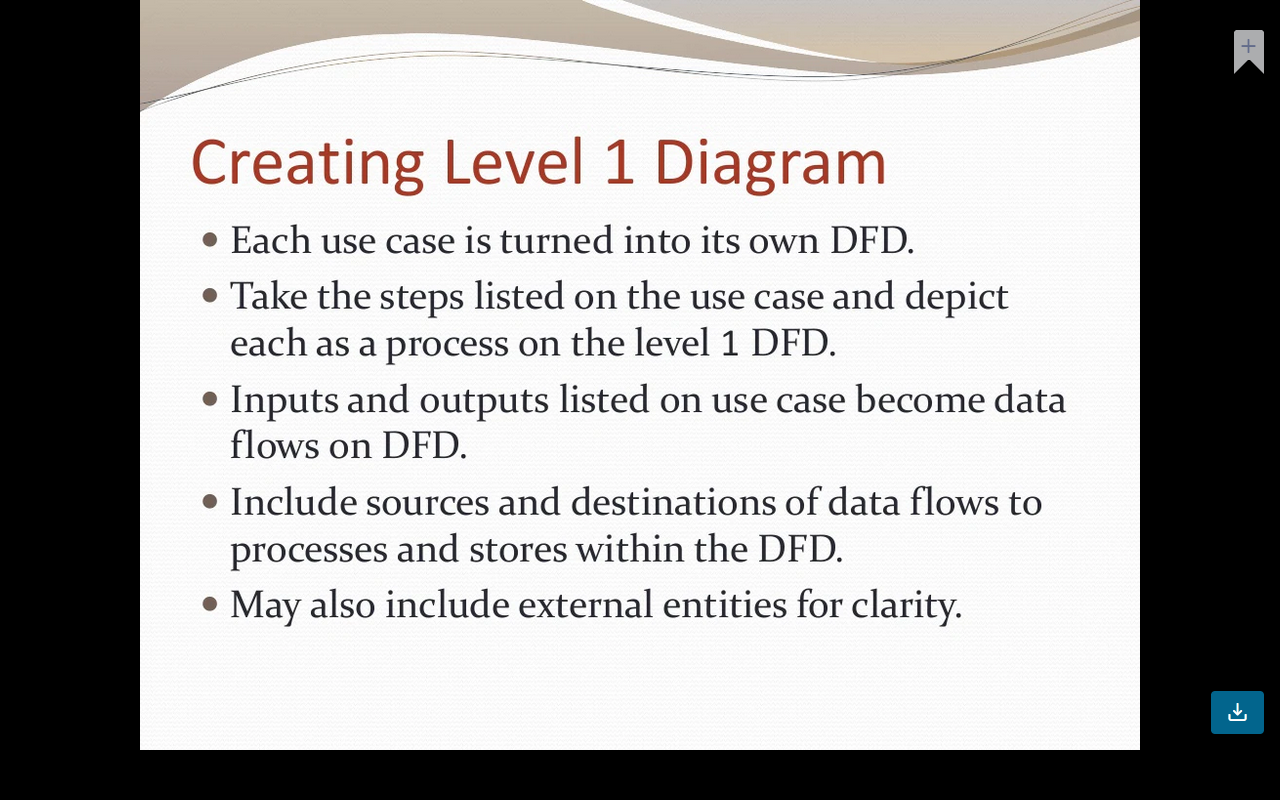 Creating Level 1 Diagram
Each use case is turned into its own DFD.
Take the steps listed on the use case and depict
each as a process on the level 1 DFD.
Inputs and outputs listed on use case become data
flows on DFD.
Include sources and destinations of data flows to
processes and stores within the DFD.
May also include external entities for clarity.